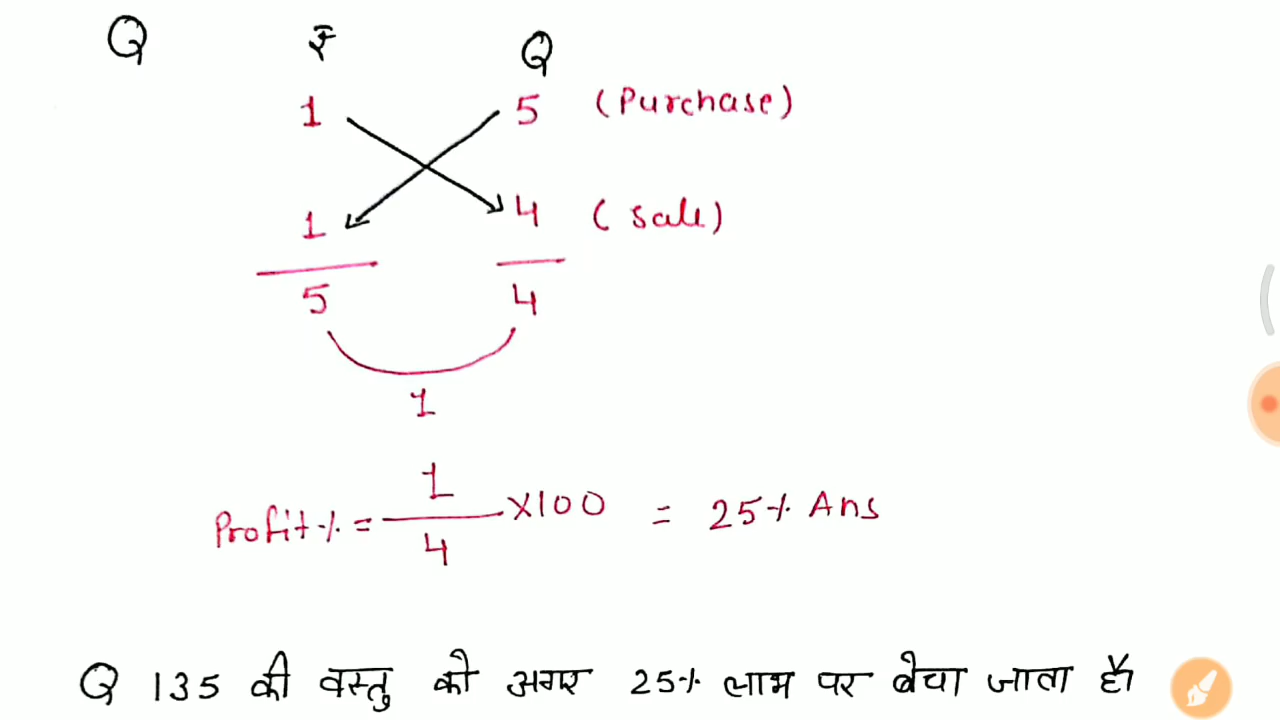 Q ₹ Q
1 5 (Purchase)
1 4 (Sale)
5 4
1
Profit% = 1/4 ×100 = 25% Ans
Q 135 की वस्तु को अगर 25% लाभ पर बेचा जाता है।